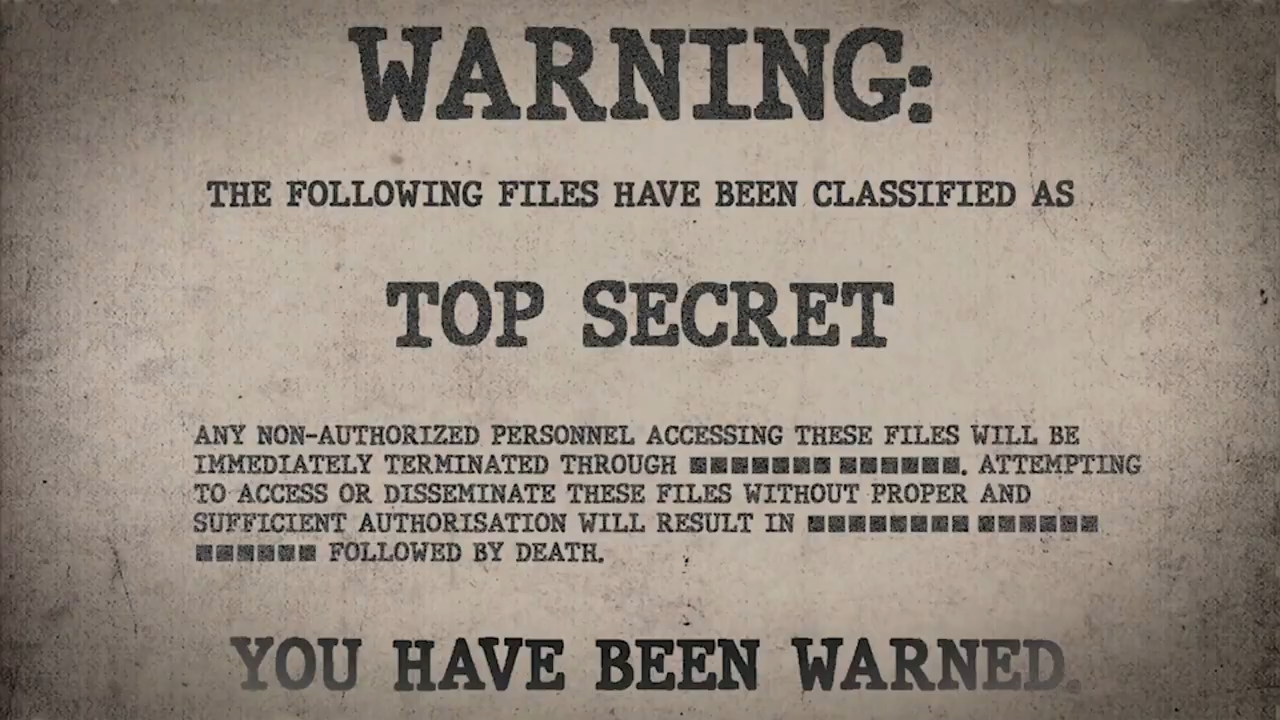 WARNING:
THE FOLLOWING FILES HAVE BEEN CLASSIFIED AS
TOP SECRET
ANY NON-AUTHORIZED PERSONNEL ACCESSING THESE FILES WILL BE
IMMEDIATELY TERMINATED THROUGH ■■■■■■■ ■■■■■■. ATTEMPTING
TO ACCESS OR DISSEMINATE THESE FILES WITHOUT PROPER AND
SUFFICIENT AUTHORISATION WILL RESULT IN ■■■■■■■■ ■■■■■■
■■■■■■ FOLLOWED BY DEATH.
YOU HAVE BEEN WARNED.